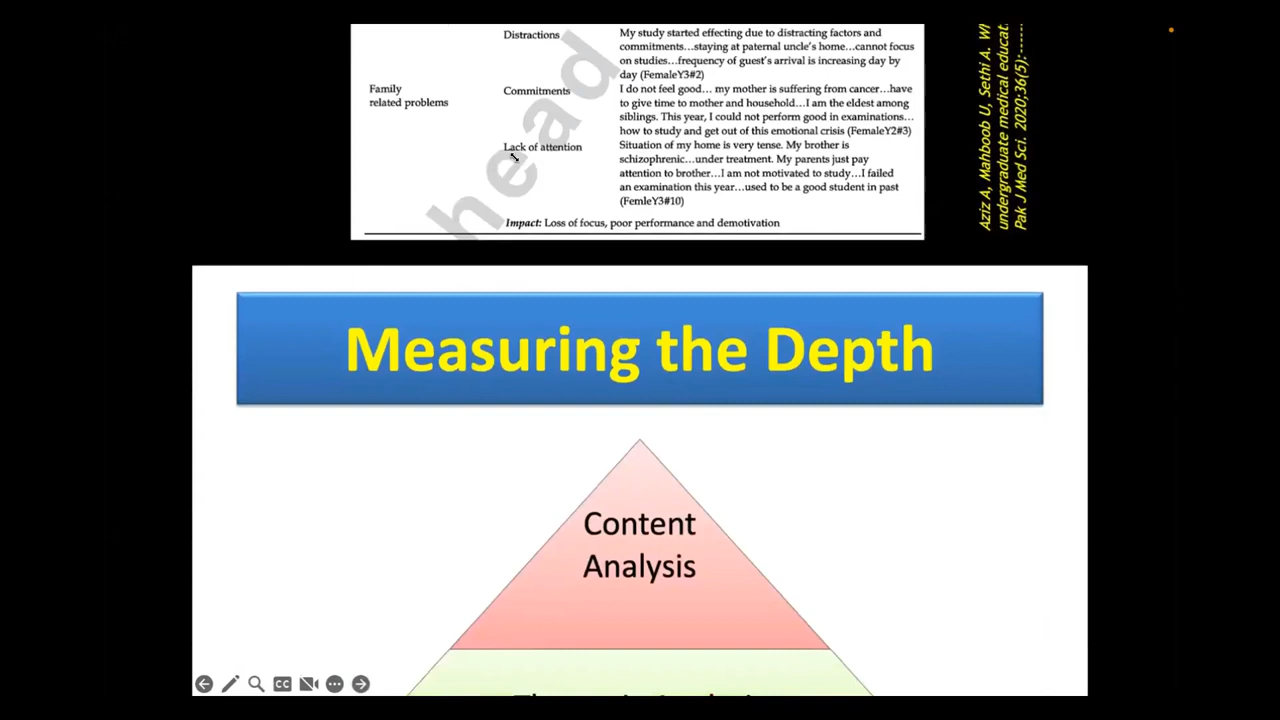 Distractions
My study started effecting due to distracting factors and
commitments…staying at paternal uncle's home…cannot focus
on studies…frequency of guest's arrival is increasing day by
day (FemaleY3#2)
Family
related problems
Commitments
I do not feel good… my mother is suffering from cancer…have
to give time to mother and household…I am the eldest among
siblings. This year, I could not perform good in examinations…
how to study and get out of this emotional crisis (FemaleY2#3)
Lack of attention
Situation of my home is very tense. My brother is
schizophrenic…under treatment. My parents just pay
attention to brother…I am not motivated to study…I failed
an examination this year…used to be a good student in past
(FemleY3#10)
Impact: Loss of focus, poor performance and demotivation
head
Aziz A, Mahboob U, Sethi A. Wl
undergraduate medical educat
Pak J Med Sci. 2020;36(5):------
Measuring the Depth
Content
Analysis
CC